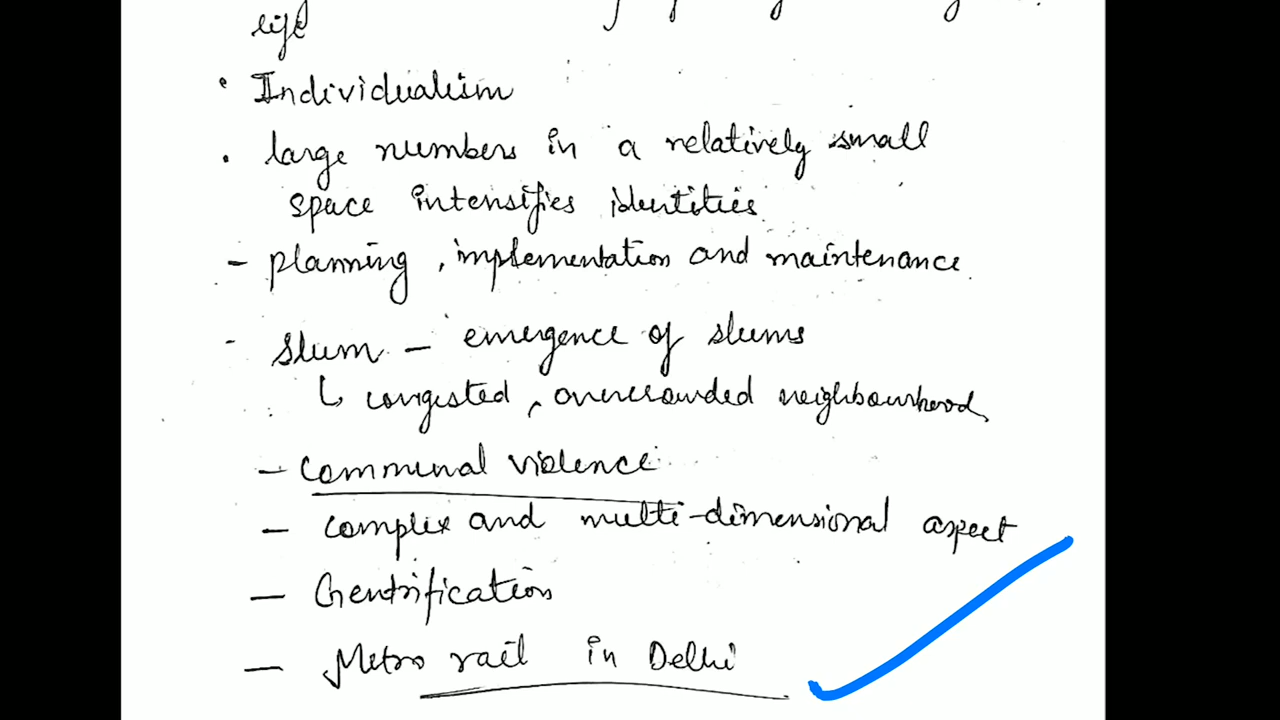 life
• Individualism
• large numbers in a relatively small
space intensifies identities
- planning, implementation and maintenance
- Slum - emergence of slums
↳ congested, overcrowded neighbourhood
- Communal violence
- complex and multi-dimensional aspect
- Gentrification
- Metro rail in Delhi